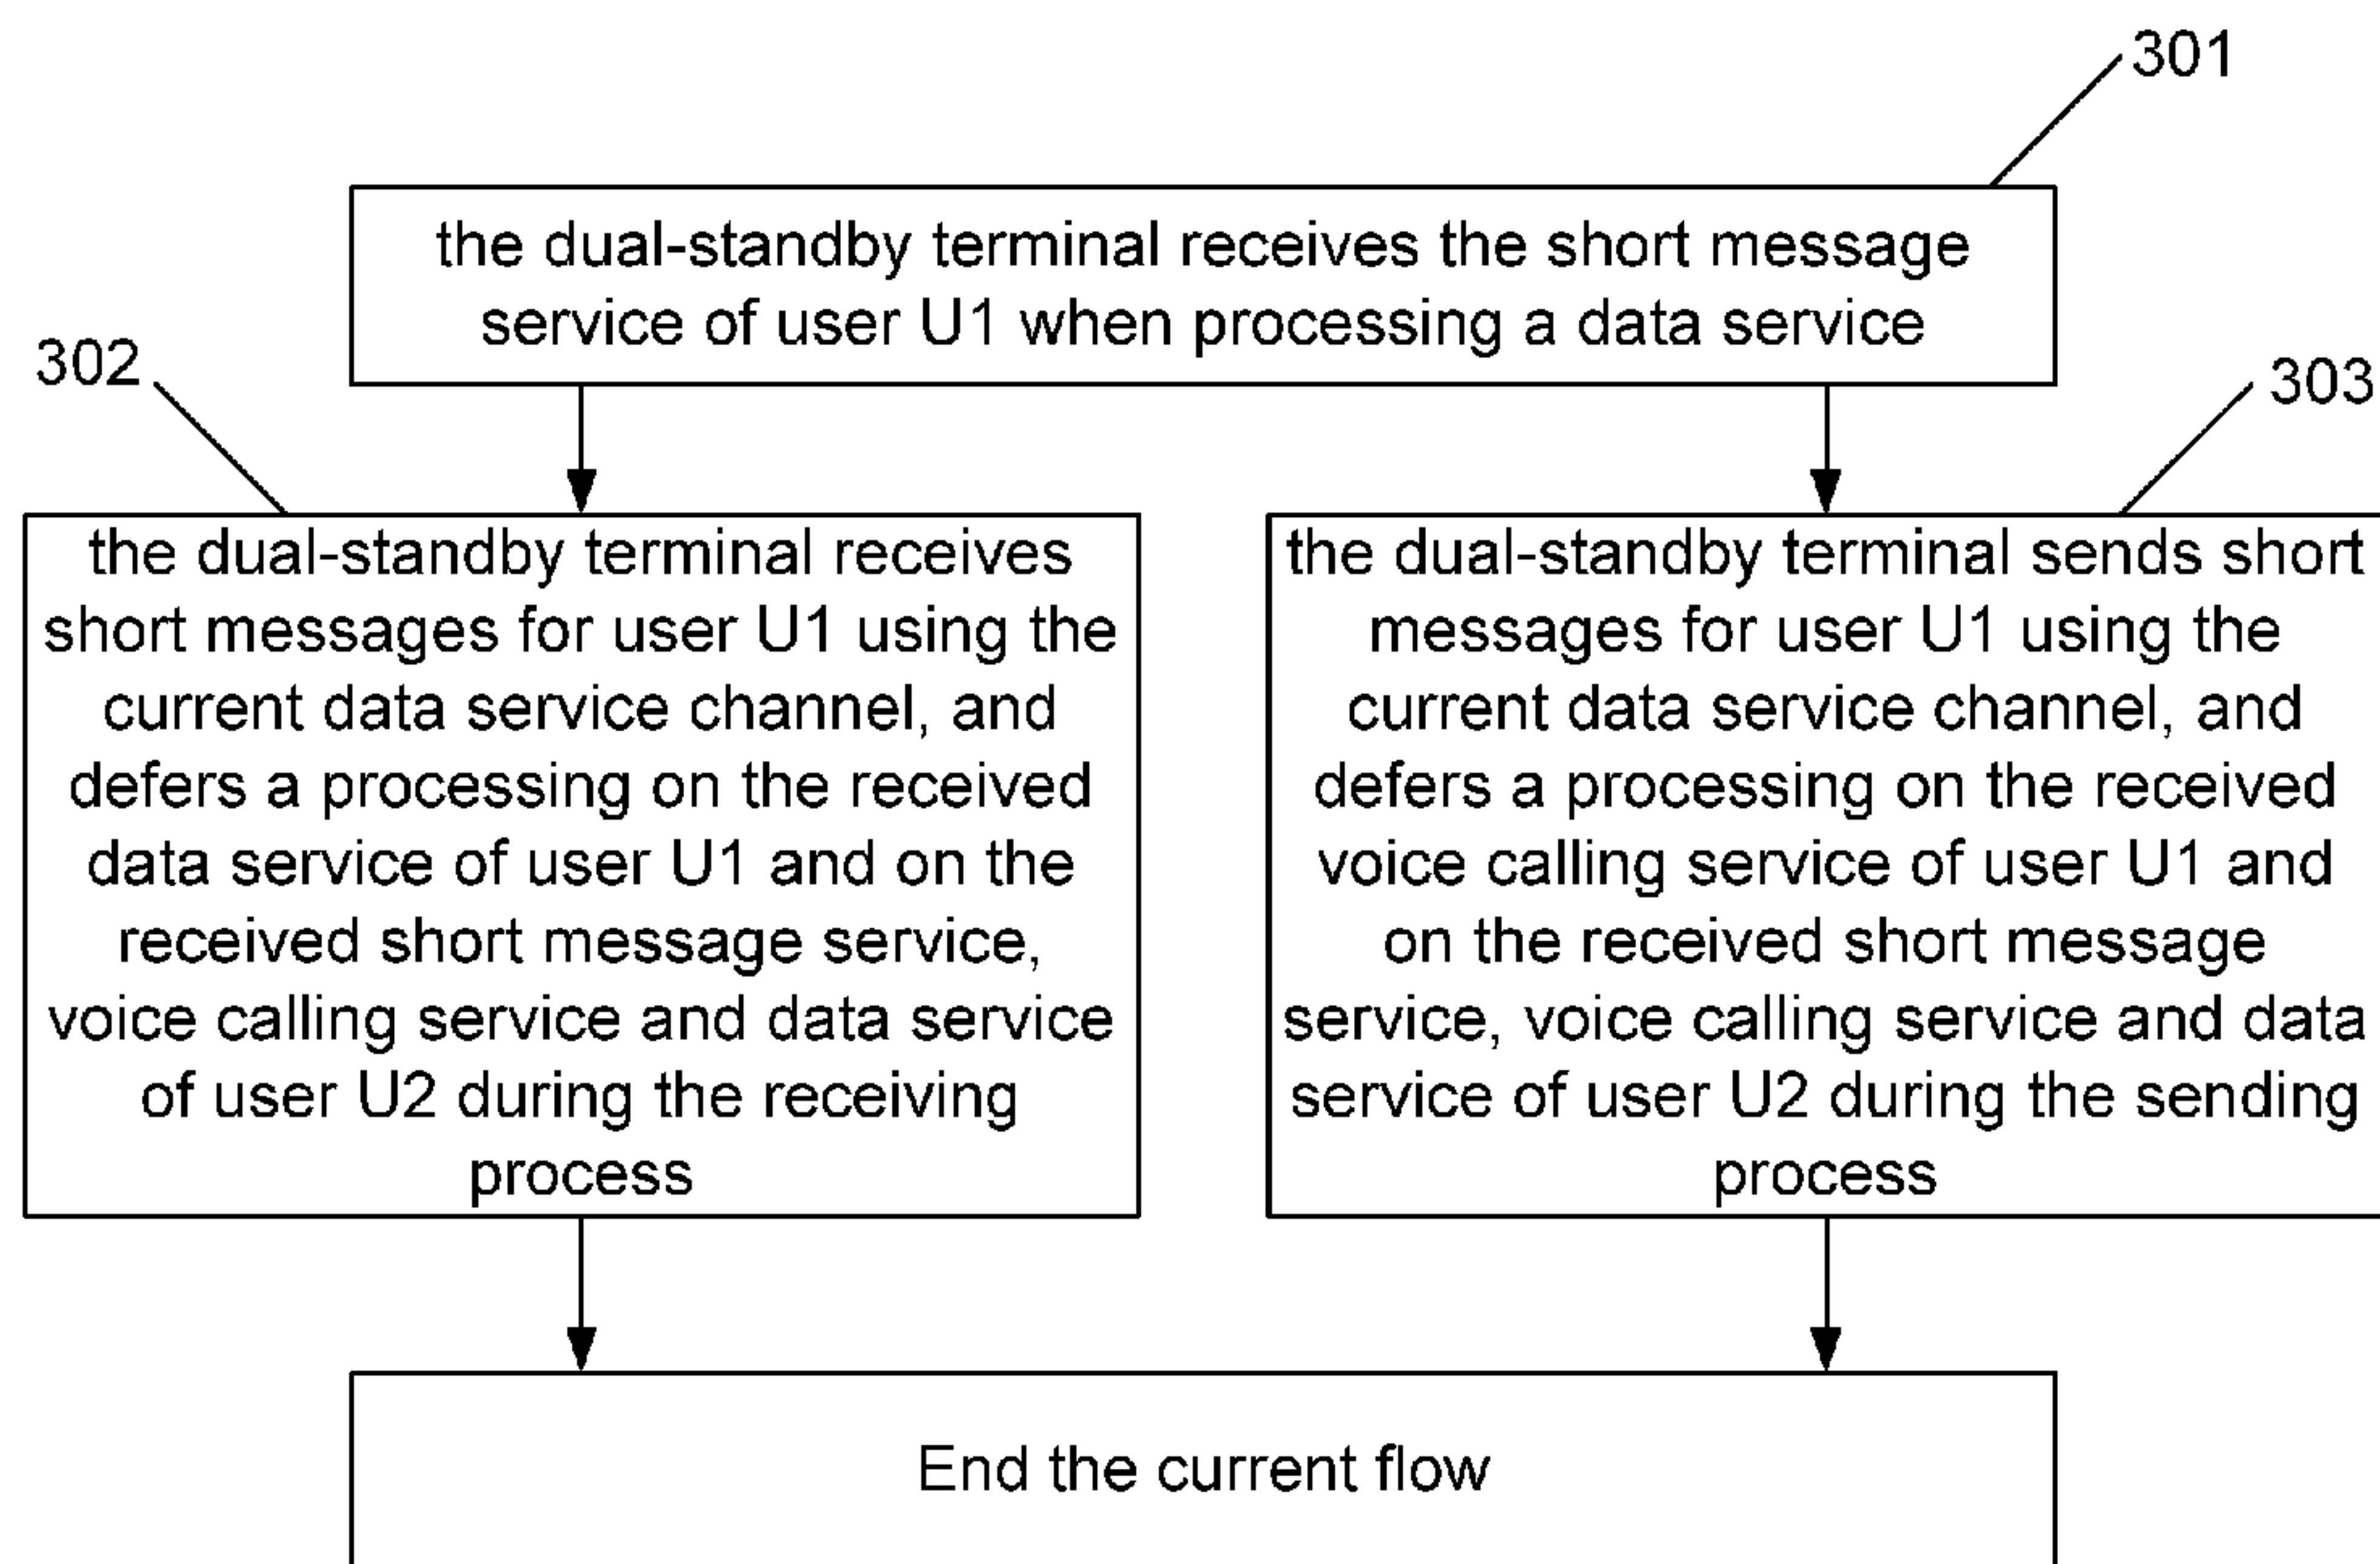 301
the dual-standby terminal receives the short message
service of user U1 when processing a data service
302
303
the dual-standby terminal receives
short messages for user U1 using the
current data service channel, and
defers a processing on the received
data service of user U1 and on the
received short message service,
voice calling service and data service
of user U2 during the receiving
process
the dual-standby terminal sends short
messages for user U1 using the
current data service channel, and
defers a processing on the received
voice calling service of user U1 and
on the received short message
service, voice calling service and data
service of user U2 during the sending
process
End the current flow